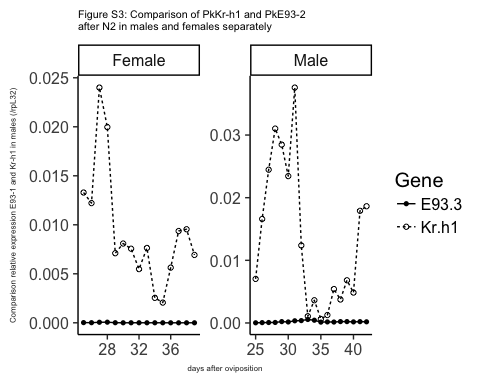 Figure S3: Comparison of PkKr-h1 and PkE93-2
after N2 in males and females separately
Female
Male
Comparison relative expression E93-1 and Kr-h1 in males (/rpL32)
0.025
0.020
0.015
0.010
0.005
0.000
0.03
0.02
0.01
0.00
28 32 36
25 30 35 40
days after oviposition
Gene
E93.3
Kr.h1